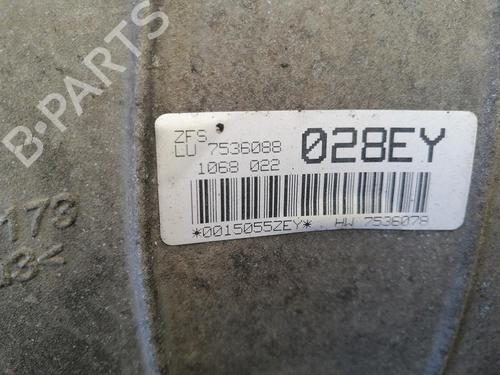 B-PARTS
ZFS
LU 7536088 028EY
1068 022
*0015055ZEY* HW 7536078
173